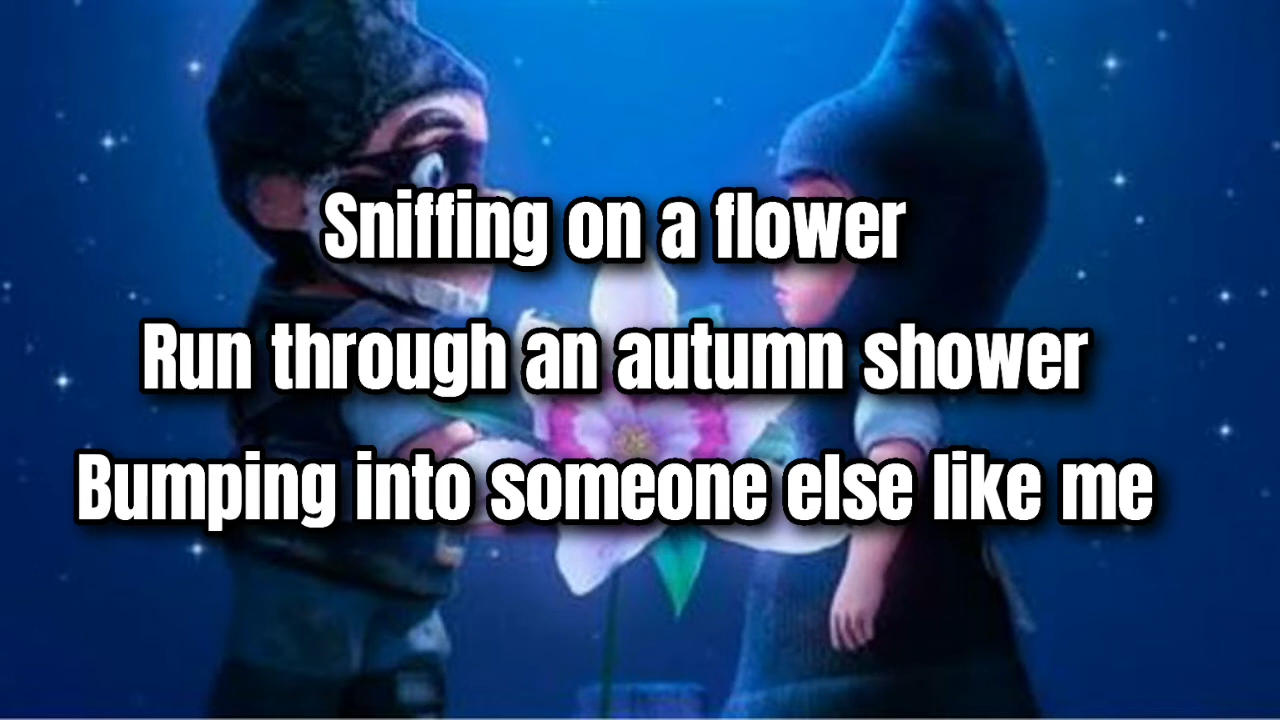 Sniffing on a flower
Run through an autumn shower
Bumping into someone else like me